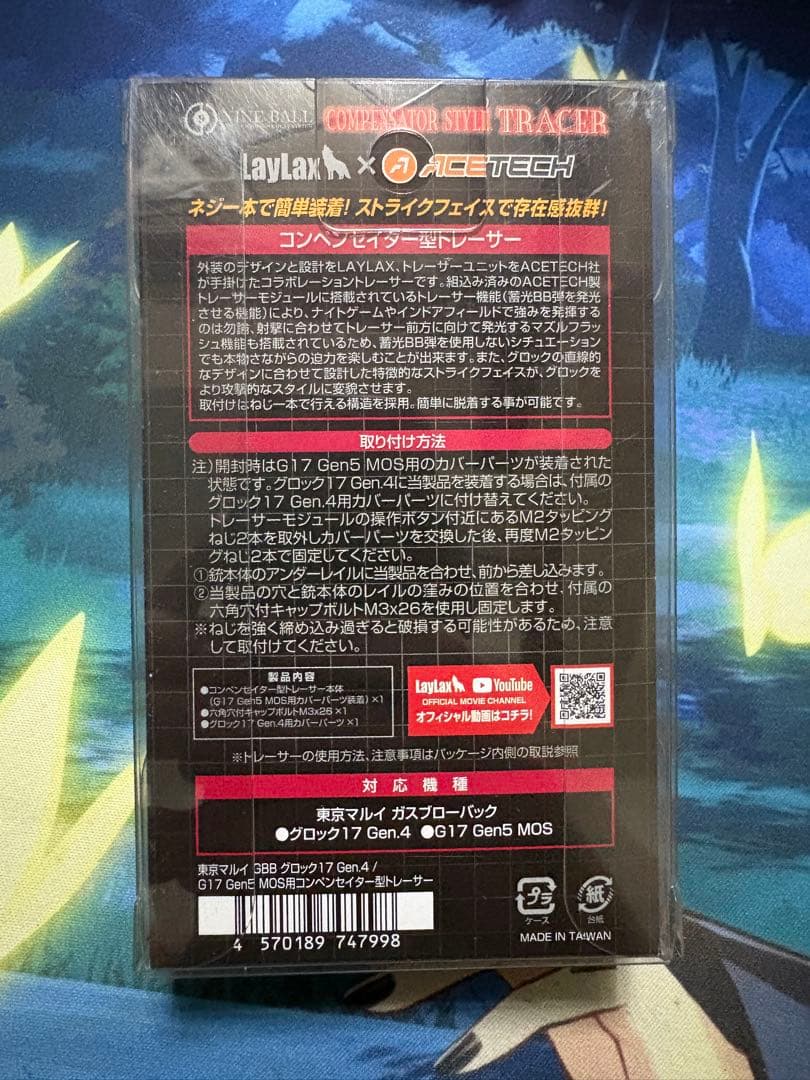 NINE BALL
COMPENSATOR STYLE TRACER
LayLax × ACETECH
ネジ一本で簡単装着!ストライクフェイスで存在感抜群!
コンペンセイター型トレーサー
外装のデザインと設計をLAYLAX、トレーサーユニットをACETECH社
が手掛けたコラボレーショントレーサーです。組込み済みのACETECH製
トレーサーモジュールに搭載されているトレーサー機能(蓄光BB弾を発光
させる機能)により、ナイトゲームやインドアフィールドで強みを発揮する
のは勿論、射撃に合わせてトレーサー前方に向けて発光するマズルフラッ
シュ機能も搭載されているため、蓄光BB弾を使用しないシチュエーション
でも本物さながらの迫力を楽しむことが出来ます。また、グロックの直線的
なデザインに合わせて設計した特徴的なストライクフェイスが、グロックを
より攻撃的なスタイルに変貌させます。
取付けはねじ一本で行える構造を採用。簡単に脱着する事が可能です。
取り付け方法
注)開封時はG17 Gen5 MOS用のカバーパーツが装着された
状態です。グロック17 Gen.4に当製品を装着する場合は、付属の
グロック17 Gen.4用カバーパーツに付け替えてください。
トレーサーモジュールの操作ボタン付近にあるM2タッピング
ねじ2本を取外しカバーパーツを交換した後、再度M2タッピン
グねじ2本で固定してください。
①銃本体のアンダーレイルに当製品を合わせ、前から差し込みます。
②当製品の穴と銃本体のレイルの窪みの位置を合わせ、付属の
六角穴付キャップボルトM3x26を使用し固定します。
※ねじを強く締め込み過ぎると破損する可能性があるため、注意
して取付けてください。
製品内容
●コンペンセイター型トレーサー本体
(G17 Gen5 MOS用カバーパーツ装着)×1
●六角穴付キャップボルトM3x26 ×1
●グロック17 Gen.4用カバーパーツ ×1
LayLax YouTube
OFFICIAL MOVIE CHANNEL
オフィシャル動画はコチラ!
※トレーサーの使用方法、注意事項はパッケージ内側の取説参照
対応機種
東京マルイ ガスブローバック
●グロック17 Gen.4 ●G17 Gen5 MOS
東京マルイ GBB グロック17 Gen.4 /
G17 Gen5 MOS用コンペンセイター型トレーサー
4 570189 747998
プラ
ケース
紙
台紙
MADE IN TAIWAN